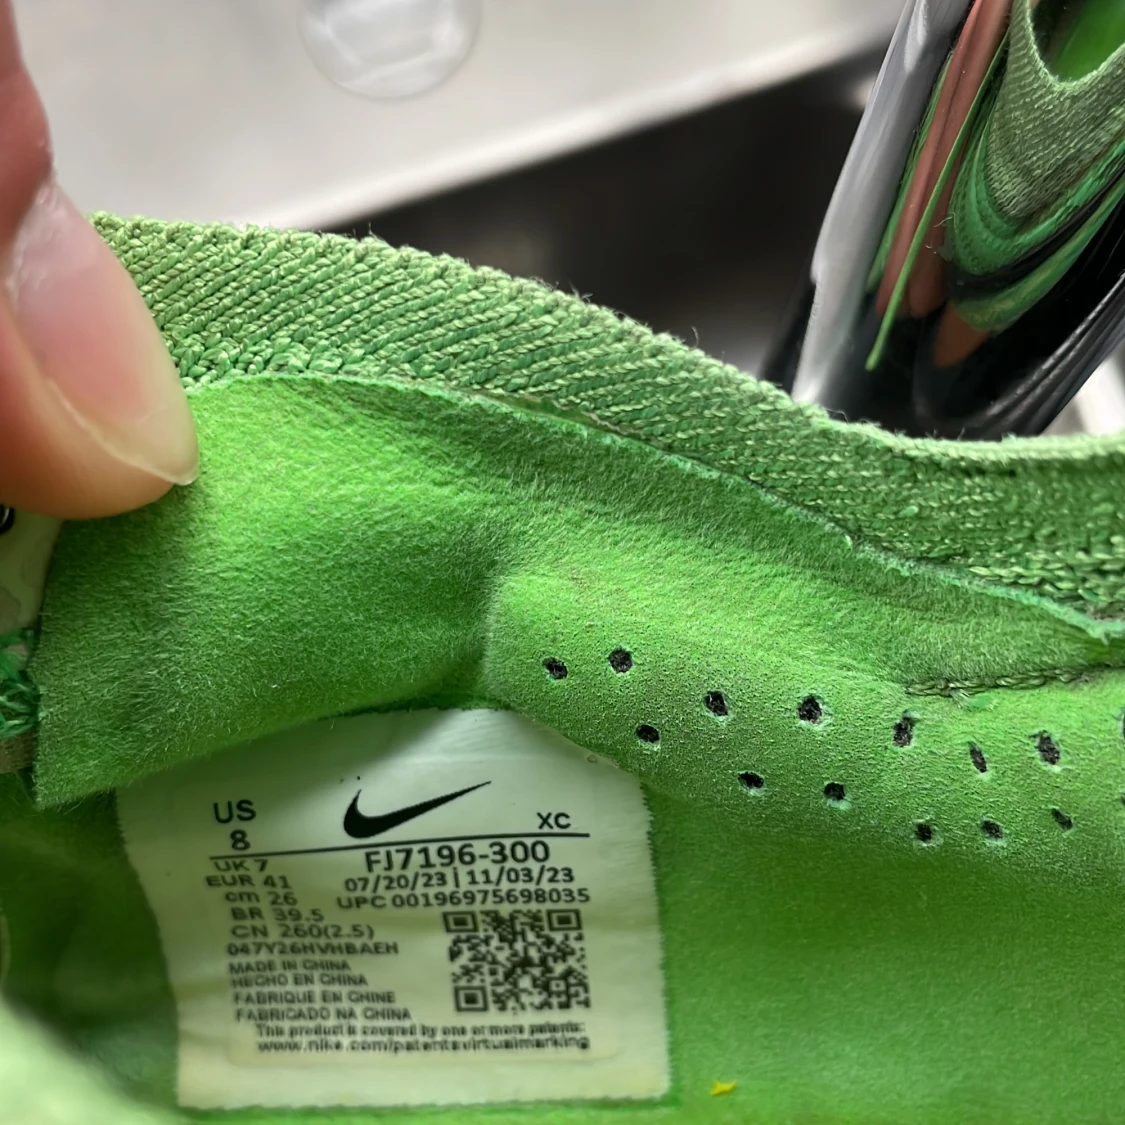 US
8
XC
UK 7
FJ7196-300
EUR 41
07/20/23 | 11/03/23
cm 26
UPC 00196975698035
BR 39.5
CN 260(2.5)
047Y26HVHBAEH
MADE IN CHINA
HECHO EN CHINA
FABRIQUE EN CHINE
FABRICADO NA CHINA
This product is covered by one or more patents:
www.nike.com/patentsvirtualmarking